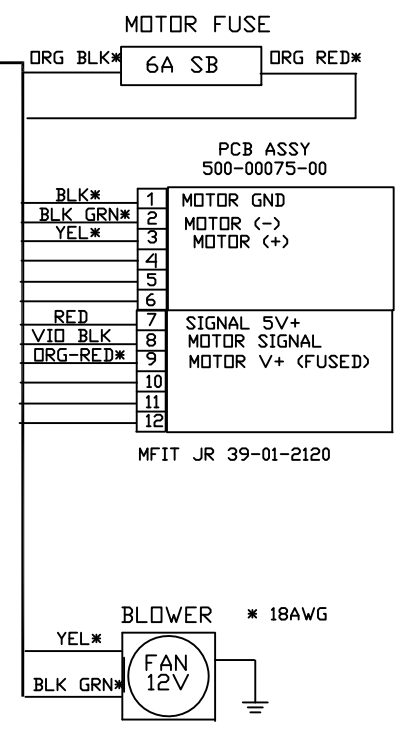 MOTOR FUSE
ORG BLK* 6A SB ORG RED*
PCB ASSY
500-00075-00
BLK* 1 MOTOR GND
BLK GRN* 2 MOTOR (-)
YEL* 3 MOTOR (+)
4
5
6
RED 7 SIGNAL 5V+
VIO BLK 8 MOTOR SIGNAL
ORG-RED* 9 MOTOR V+ (FUSED)
10
11
12
MFIT JR 39-01-2120
BLOWER * 18AWG
YEL*
FAN
12V
BLK GRN*